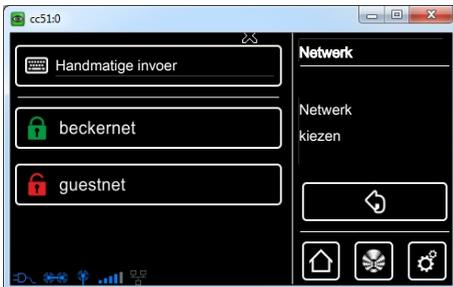 cc51:0
Handmatige invoer
beckernet
guestnet
Netwerk
Netwerk
kiezen